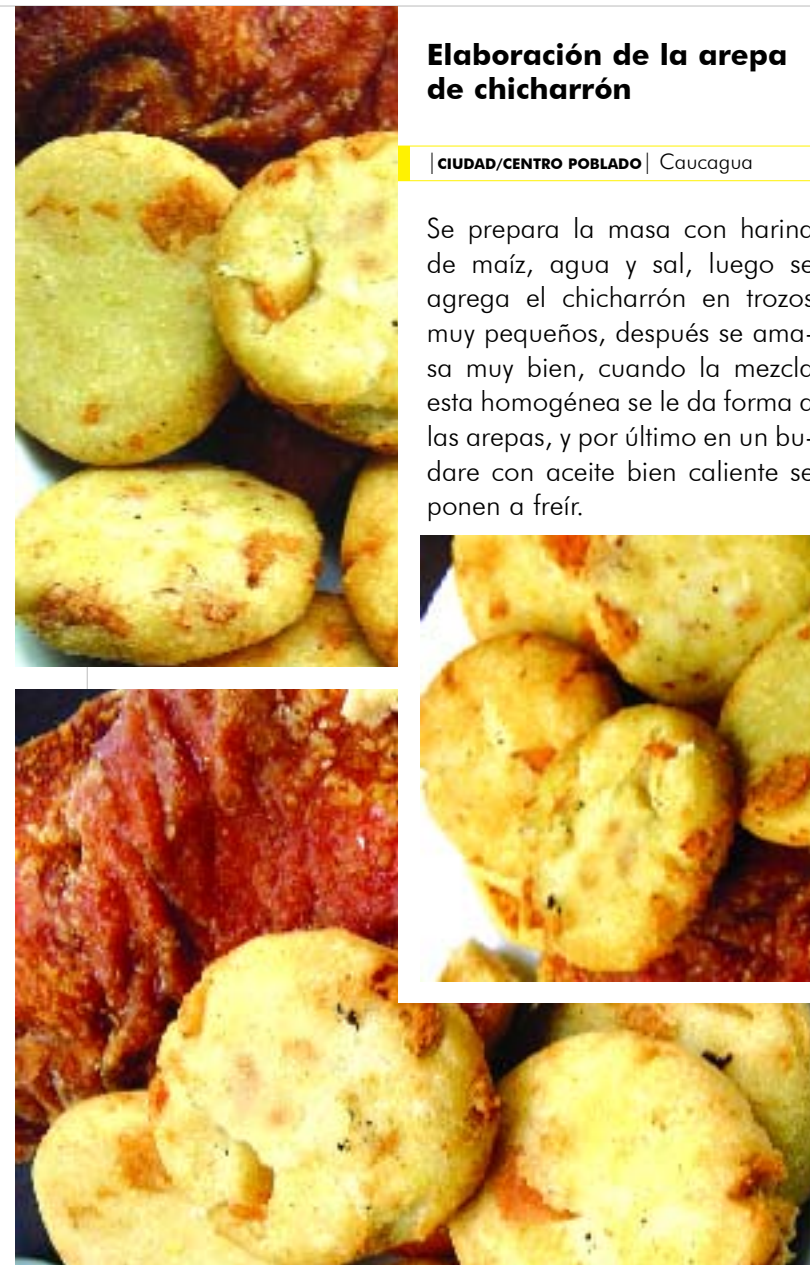 Elaboración de la arepa
de chicharrón
|CIUDAD/CENTRO POBLADO| Caucagua
Se prepara la masa con harina
de maíz, agua y sal, luego se
agrega el chicharrón en trozos
muy pequeños, después se ama-
sa muy bien, cuando la mezcla
esta homogénea se le da forma a
las arepas, y por último en un bu-
dare con aceite bien caliente se
ponen a freír.